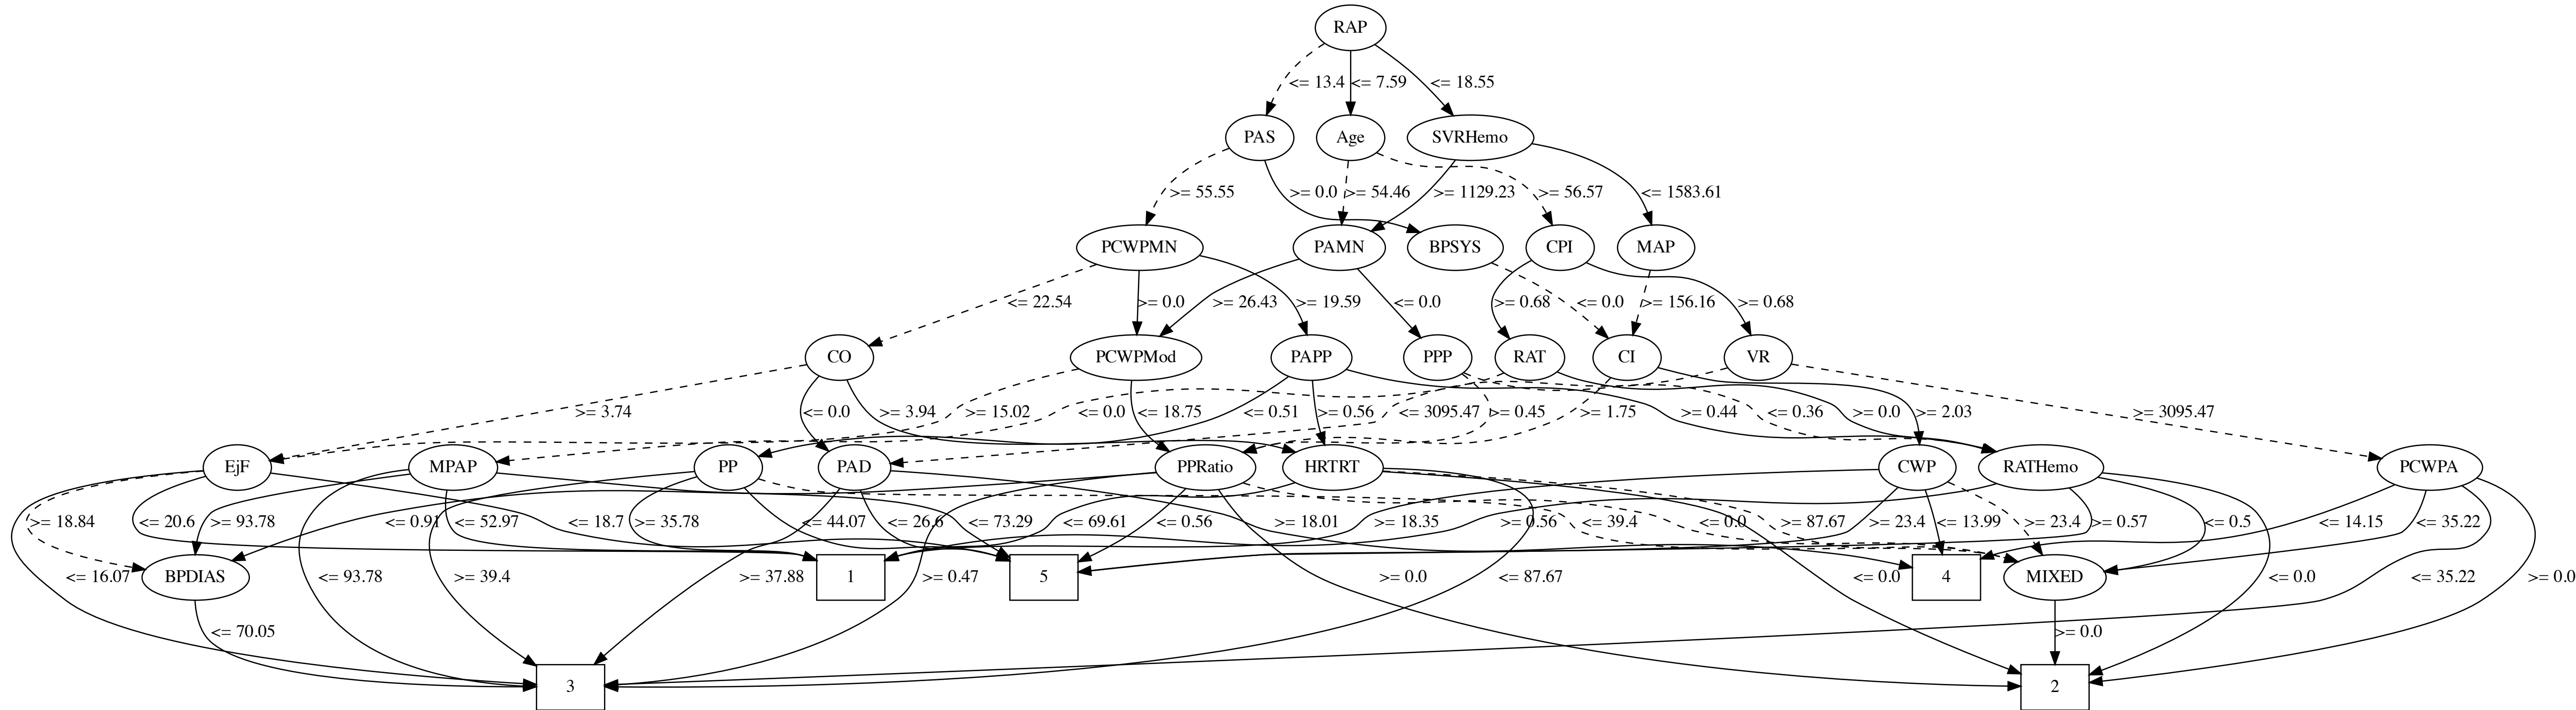 RAP
<= 13.4 <= 7.59 <= 18.55
PAS Age SVRHemo
>= 55.55 >= 0.0 >= 54.46 >= 1129.23 >= 56.57 <= 1583.61
PCWPMN PAMN BPSYS CPI MAP
<= 22.54 >= 0.0 >= 26.43 >= 19.59 <= 0.0 >= 0.68 <= 0.0 >= 156.16 >= 0.68
CO PCWPMod PAPP PPP RAT CI VR
>= 3.74 <= 0.0 >= 3.94 >= 15.02 <= 0.0 <= 18.75 <= 0.51 >= 0.56 <= 3095.47 >= 0.45 >= 1.75 >= 0.44 <= 0.36 >= 0.0 >= 2.03 >= 3095.47
EjF MPAP PP PAD PPRatio HRTRT CWP RATHemo PCWPA
>= 18.84 <= 20.6 >= 93.78 <= 0.91 <= 52.97 <= 18.7 >= 35.78 <= 44.07 <= 26.6 <= 73.29 <= 69.61 <= 0.56 >= 18.01 >= 18.35 >= 0.56 <= 39.4 <= 0.0 >= 87.67 >= 23.4 <= 13.99 >= 23.4 >= 0.57 <= 0.5 <= 14.15 <= 35.22
<= 16.07 BPDIAS <= 93.78 >= 39.4 >= 37.88 1 >= 0.47 5 >= 0.0 <= 87.67 <= 0.0 4 MIXED <= 0.0 <= 35.22 >= 0.0
<= 70.05 >= 0.0
3 2